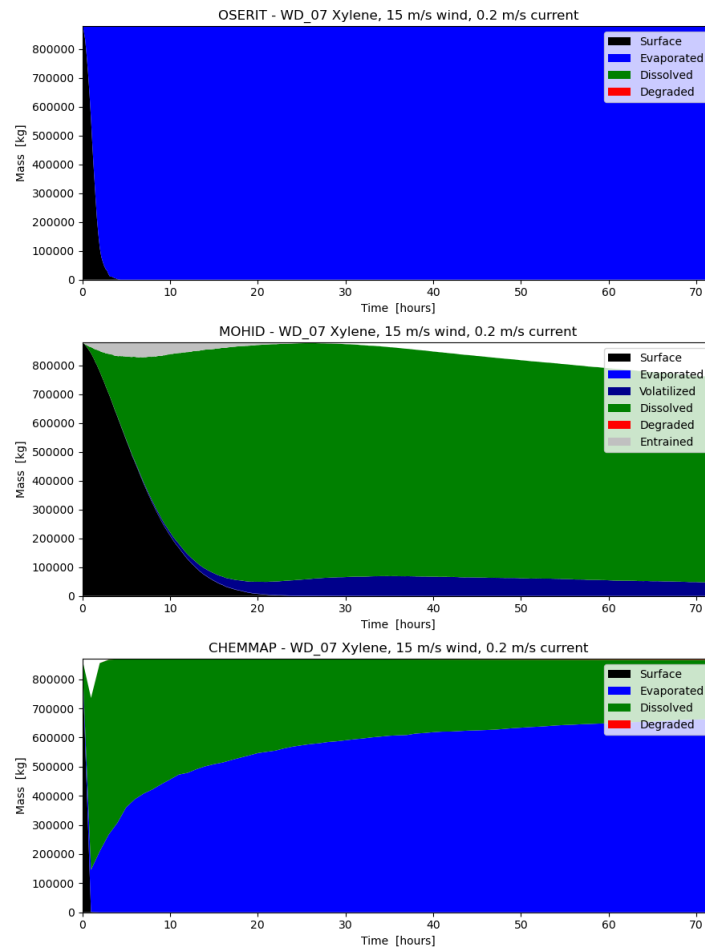 OSERIT - WD_07 Xylene, 15 m/s wind, 0.2 m/s current
Mass [kg]
800000
700000
600000
500000
400000
300000
200000
100000
0
Surface
Evaporated
Dissolved
Degraded
0 10 20 30 40 50 60 70
Time [hours]
MOHID - WD_07 Xylene, 15 m/s wind, 0.2 m/s current
Mass [kg]
800000
700000
600000
500000
400000
300000
200000
100000
0
Surface
Evaporated
Volatilized
Dissolved
Degraded
Entrained
0 10 20 30 40 50 60 70
Time [hours]
CHEMMAP - WD_07 Xylene, 15 m/s wind, 0.2 m/s current
Mass [kg]
800000
700000
600000
500000
400000
300000
200000
100000
0
Surface
Evaporated
Dissolved
Degraded
0 10 20 30 40 50 60 70
Time [hours]